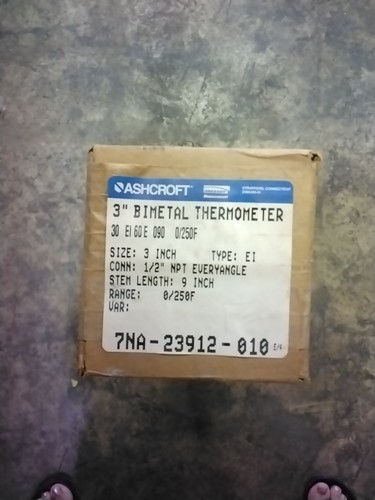 ASHCROFT
3" BIMETAL THERMOMETER
30 EI 60 E 090 0/250F
SIZE: 3 INCH TYPE: EI
CONN: 1/2" NPT EVERYANGLE
STEM LENGTH: 9 INCH
RANGE: 0/250F
VAR:
7NA-23912-010